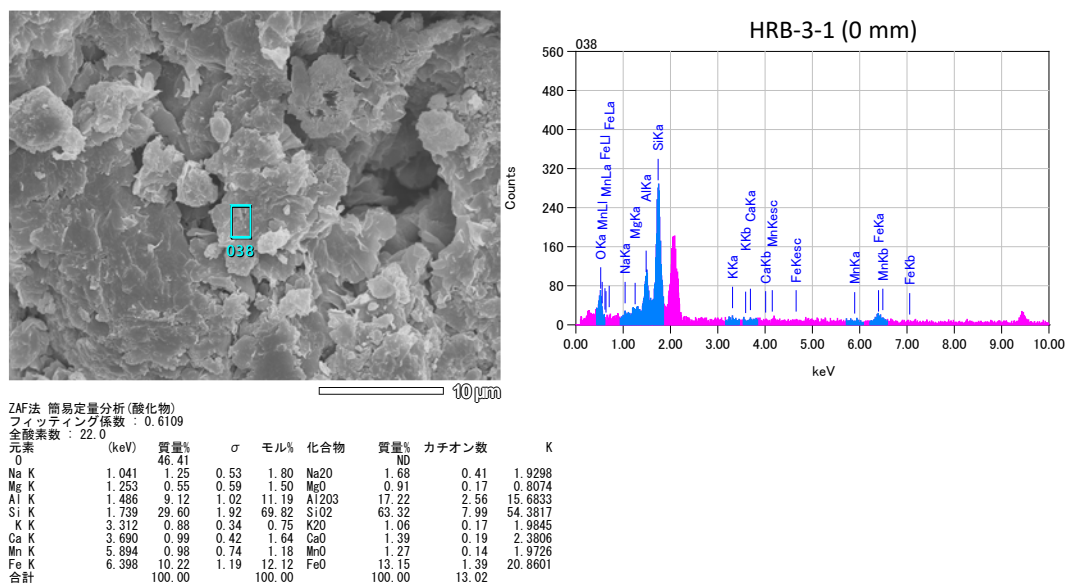 HRB-3-1 (0 mm)
038
560
480
400
320
240
160
80
0
Counts
OKa
MnLl
MnLa
FeLl
FeLa
NaKa
MgKa
AlKa
SiKa
KKa
KKb
CaKa
CaKb
MnKesc
FeKesc
MnKa
MnKb
FeKa
FeKb
0.00 1.00 2.00 3.00 4.00 5.00 6.00 7.00 8.00 9.00 10.00
keV
038
10 μm
ZAF法 簡易定量分析(酸化物)
フィッティング係数 : 0.6109
全酸素数 : 22.0
元素 (keV) 質量% σ モル% 化合物 質量% カチオン数 K
O 46.41 ND
Na K 1.041 1.25 0.53 1.80 Na2O 1.68 0.41 1.9298
Mg K 1.253 0.55 0.59 1.50 MgO 0.91 0.17 0.8074
Al K 1.486 9.12 1.02 11.19 Al2O3 17.22 2.56 15.6833
Si K 1.739 29.60 1.92 69.82 SiO2 63.32 7.99 54.3817
K K 3.312 0.88 0.34 0.75 K2O 1.06 0.17 1.9845
Ca K 3.690 0.99 0.42 1.64 CaO 1.39 0.19 2.3806
Mn K 5.894 0.98 0.74 1.18 MnO 1.27 0.14 1.9726
Fe K 6.398 10.22 1.19 12.12 FeO 13.15 1.39 20.8601
合計 100.00 100.00 100.00 13.02